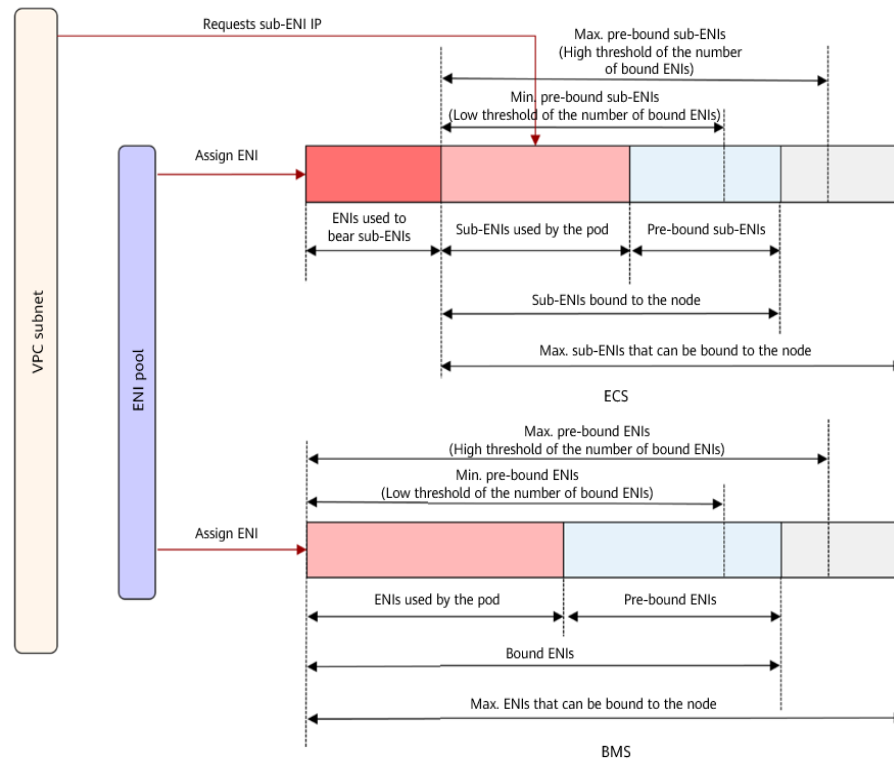 Requests sub-ENI IP
Max. pre-bound sub-ENIs
(High threshold of the number
of bound ENIs)
Min. pre-bound sub-ENIs
(Low threshold of the number of bound ENIs)
Assign ENI
ENIs used to
bear sub-ENIs
Sub-ENIs used by the pod
Pre-bound sub-ENIs
Sub-ENIs bound to the node
Max. sub-ENIs that can be bound to the node
ECS
VPC subnet
ENI pool
Max. pre-bound ENIs
(High threshold of the number of bound ENIs)
Min. pre-bound ENIs
(Low threshold of the number of bound ENIs)
Assign ENI
ENIs used by the pod
Pre-bound ENIs
Bound ENIs
Max. ENIs that can be bound to the node
BMS